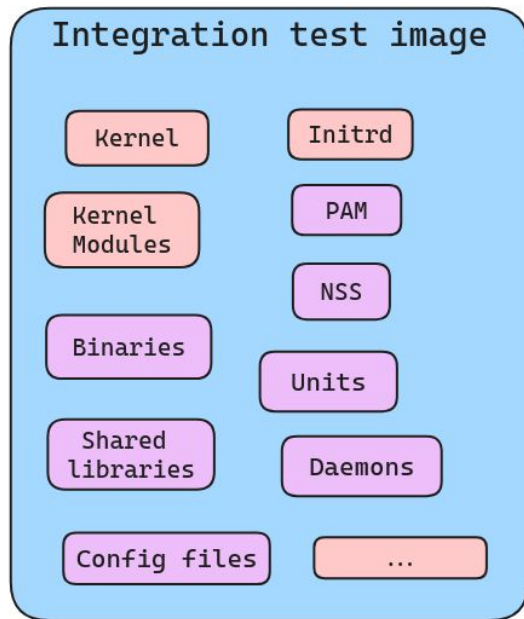 Integration test image
Kernel
Initrd
Kernel
Modules
PAM
NSS
Binaries
Units
Shared
libraries
Daemons
Config files
...